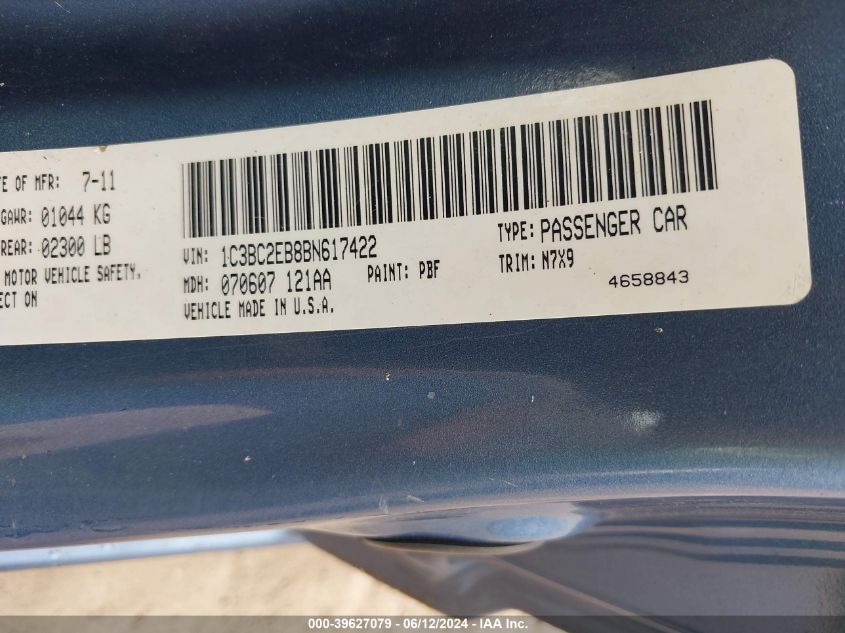 TE OF MFR: 7-11
GAWR: 01044 KG
REAR: 02300 LB
MOTOR VEHICLE SAFETY,
ECT ON
VIN: 1C3BC2EB8BN617422
TYPE: PASSENGER CAR
MDH: 070607 121AA
PAINT: PBF
TRIM: N7X9
VEHICLE MADE IN U.S.A.
4658843
000-39627079 - 06/12/2024 - IAA Inc.